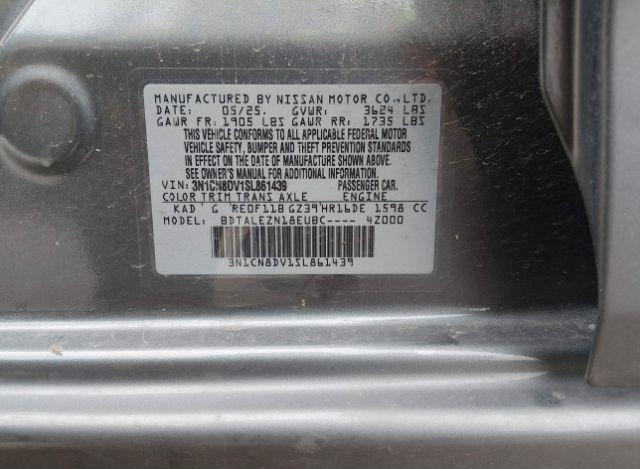 MANUFACTURED BY NISSAN MOTOR CO.,LTD.
DATE: 05/25. GVWR: 3624 LBS
GAWR FR: 1905 LBS GAWR RR: 1735 LBS
THIS VEHICLE CONFORMS TO ALL APPLICABLE FEDERAL MOTOR
VEHICLE SAFETY, BUMPER AND THEFT PREVENTION STANDARDS
IN EFFECT ON THE DATE OF MANUFACTURE SHOWN ABOVE.
SEE OWNER'S MANUAL FOR ADDITIONAL INFORMATION.
VIN: 3N1CN8DV1SL861439 PASSENGER CAR.
COLOR TRIM TRANS AXLE ENGINE
KAD G RE0F11B GZ39 HR16DE 1598 CC
MODEL: BDTALEZN18EUBC---- 4Z000
3N1CN8DV1SL861439